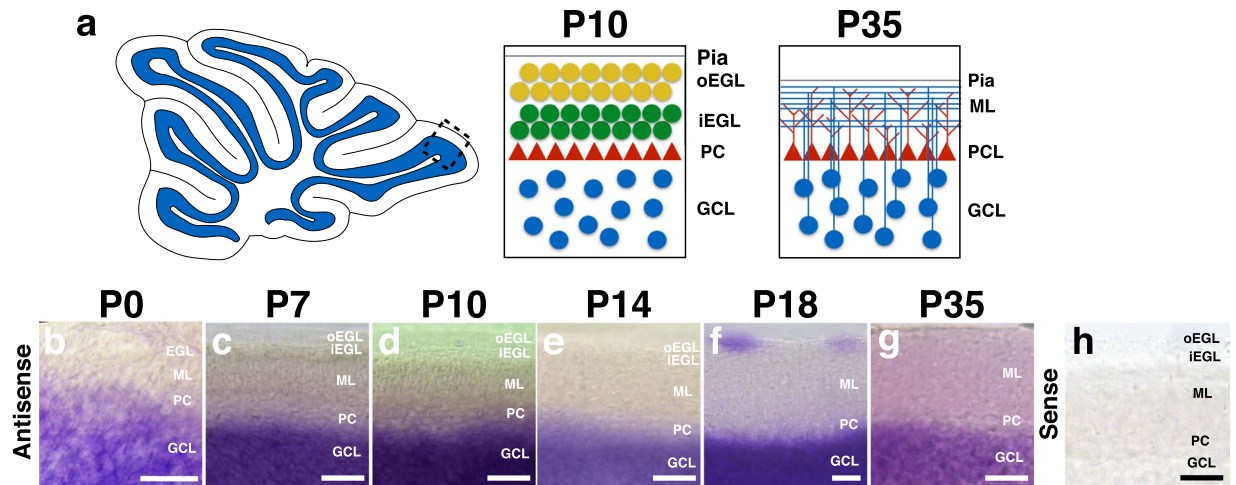 a
P10
P35
Pia
oEGL
iEGL
PC
GCL
Pia
ML
PCL
GCL
P0
P7
P10
P14
P18
P35
Antisense
b
EGL
ML
PC
GCL
c
oEGL
iEGL
ML
PC
GCL
d
oEGL
iEGL
ML
PC
GCL
e
oEGL
iEGL
ML
PC
GCL
f
ML
PC
GCL
g
ML
PC
GCL
Sense
h
oEGL
iEGL
ML
PC
GCL